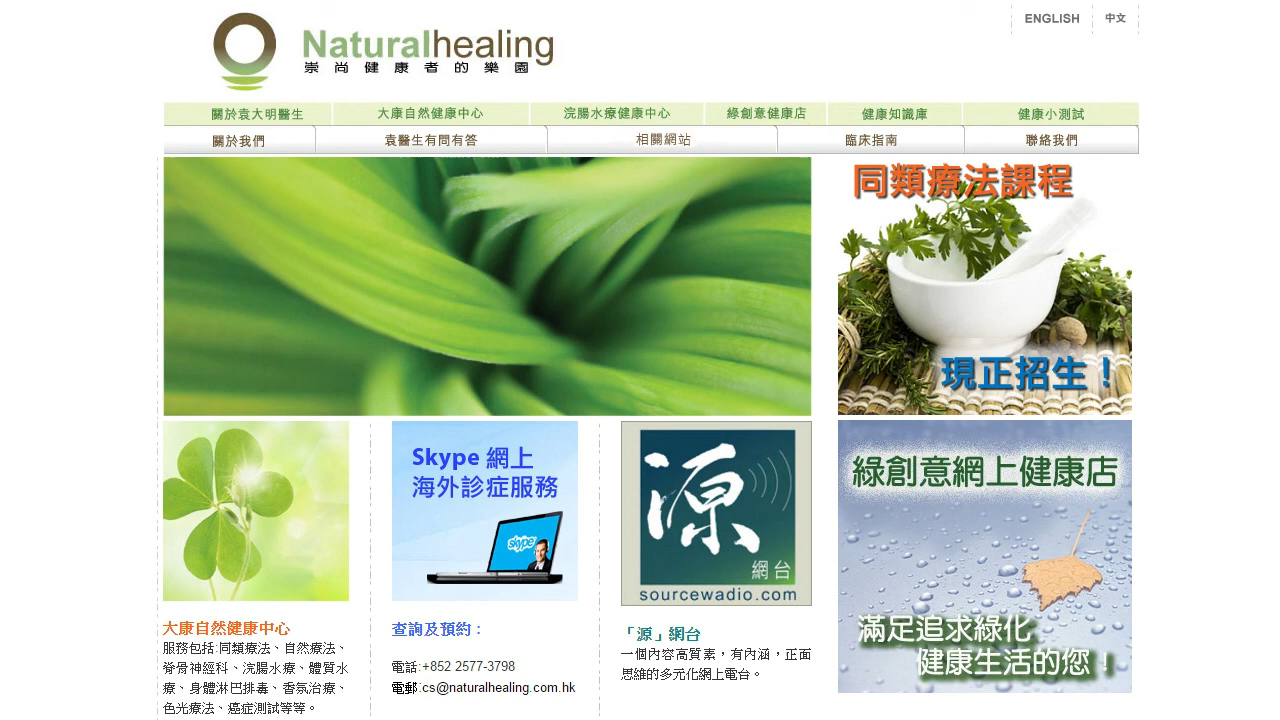 ENGLISH 中文
Naturalhealing
崇尚健康者的樂園
關於袁大明醫生 大康自然健康中心 浣腸水療健康中心 綠創意健康店 健康知識庫 健康小測試
關於我們 袁醫生有問有答 相關網站 臨床指南 聯絡我們
同類療法課程
現正招生！
Skype 網上
海外診症服務
skype
源
網台
sourcewadio.com
綠創意網上健康店
滿足追求綠化
健康生活的您！
大康自然健康中心
服務包括:同類療法、自然療法、
脊骨神經科、浣腸水療、體質水
療、身體淋巴排毒、香氛治療、
色光療法、癌症測試等等。
查詢及預約：
電話:+852 2577-3798
電郵:cs@naturalhealing.com.hk
「源」網台
一個內容高質素，有內涵，正面
思維的多元化網上電台。